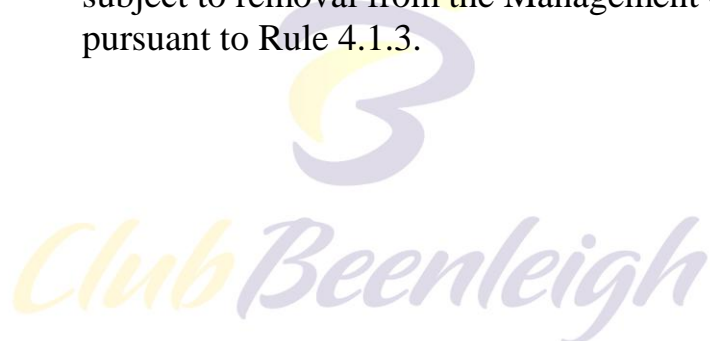 subject to removal from the Management
pursuant to Rule 4.1.3.
Club Beenleigh